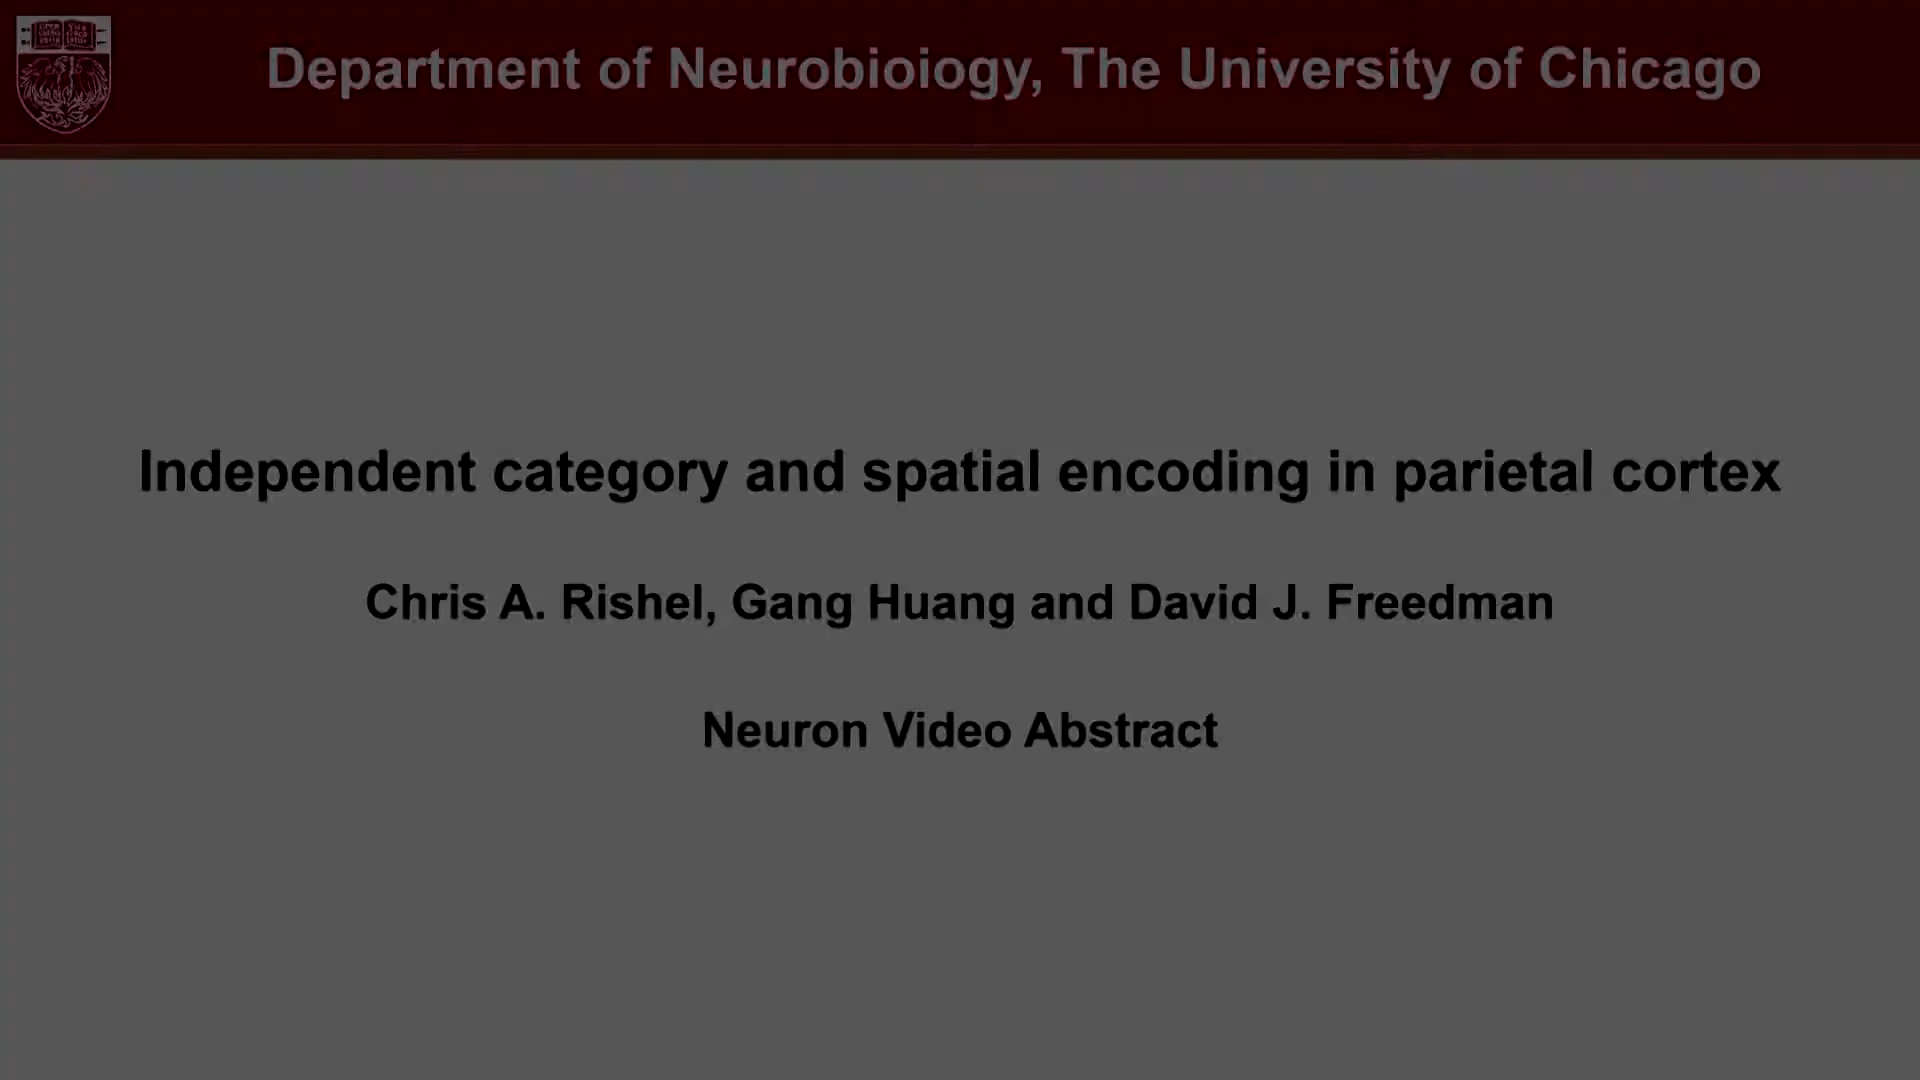 Department of Neurobioiogy, The University of Chicago
Independent category and spatial encoding in parietal cortex
Chris A. Rishel, Gang Huang and David J. Freedman
Neuron Video Abstract